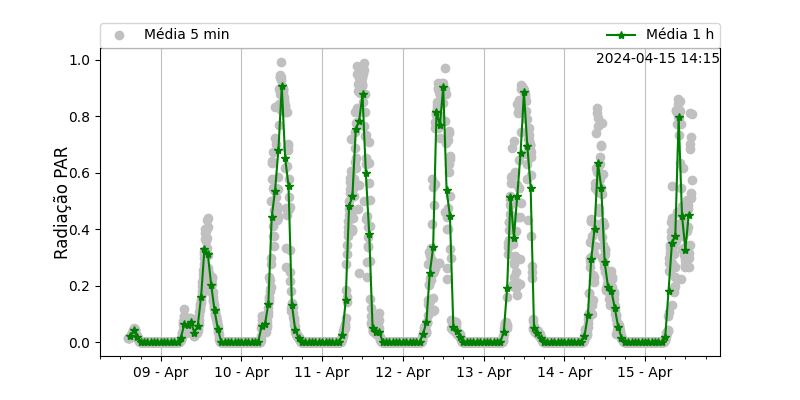 Média 5 min
Média 1 h
2024-04-15 14:15
1.0
0.8
0.6
0.4
0.2
0.0
Radiação PAR
09 - Apr
10 - Apr
11 - Apr
12 - Apr
13 - Apr
14 - Apr
15 - Apr